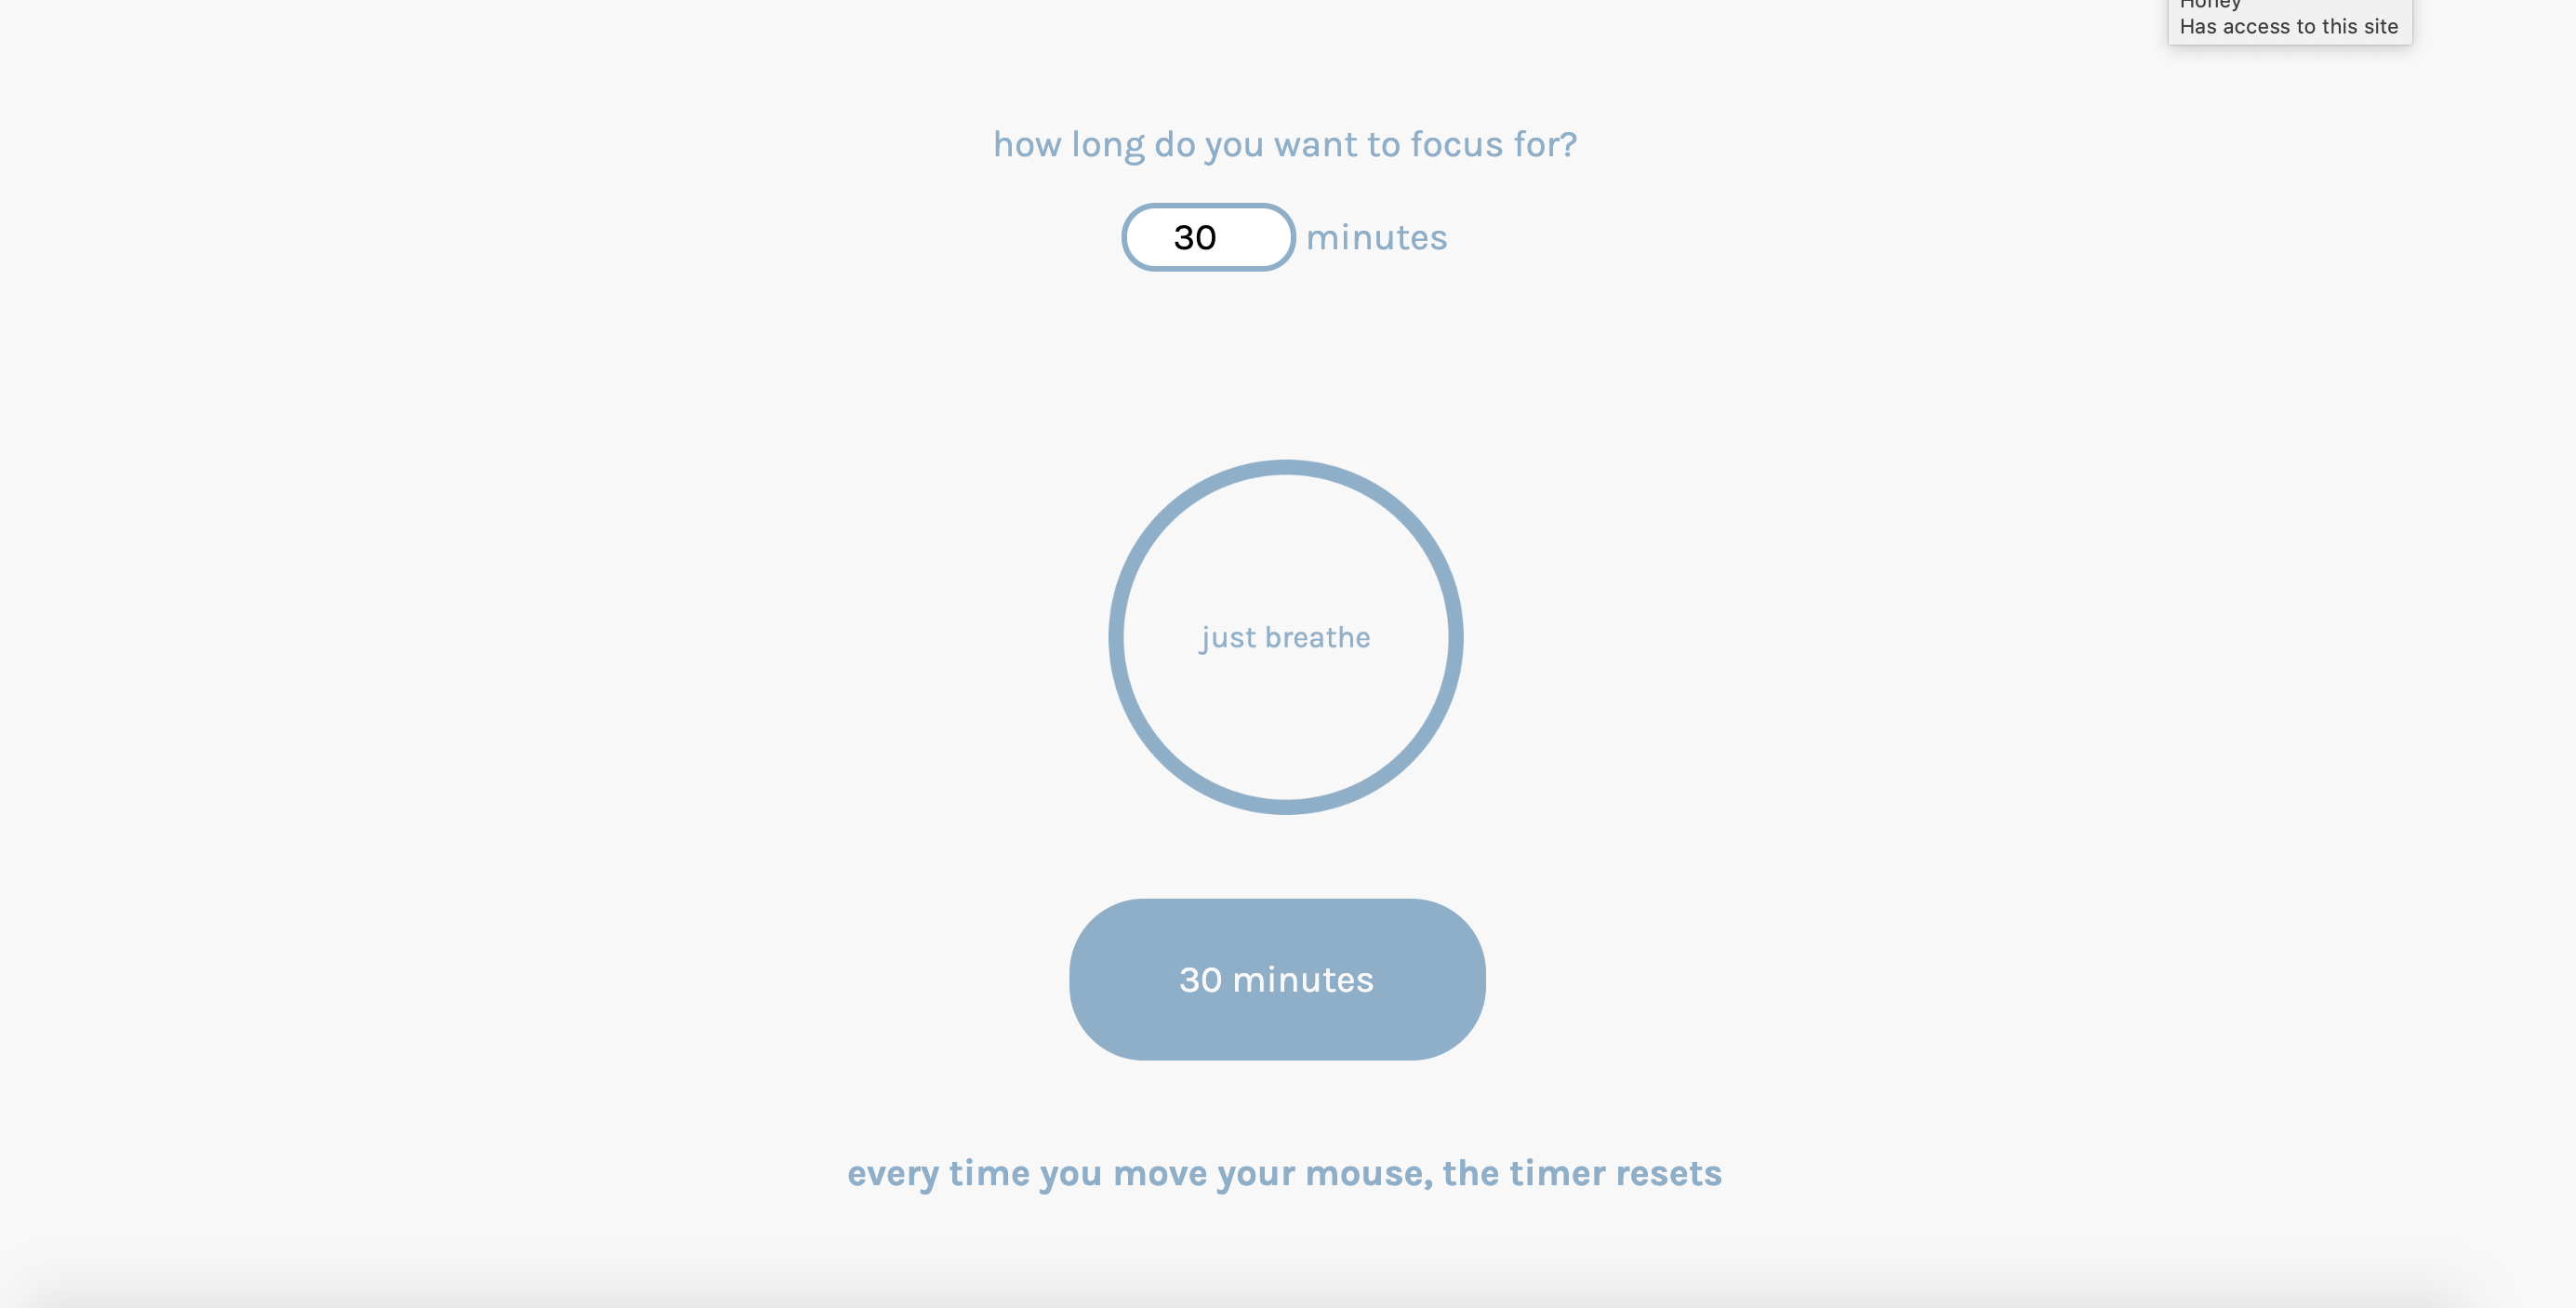 Honey
Has access to this site
how long do you want to focus for?
30 minutes
just breathe
30 minutes
every time you move your mouse, the timer resets